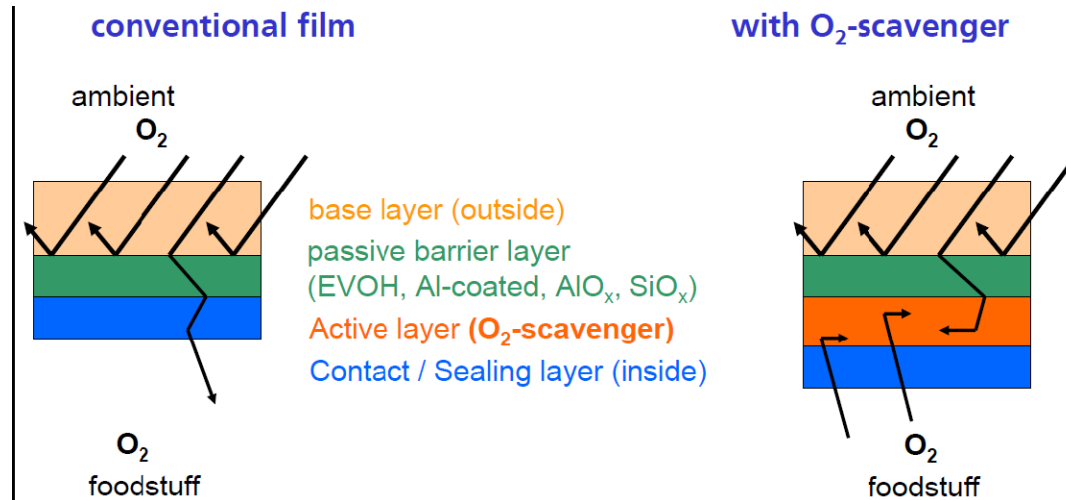 conventional film
with O₂-scavenger
ambient
O₂
ambient
O₂
base layer (outside)
passive barrier layer
(EVOH, Al-coated, AlOₓ, SiOₓ)
Active layer (O₂-scavenger)
Contact / Sealing layer (inside)
O₂
foodstuff
O₂
foodstuff